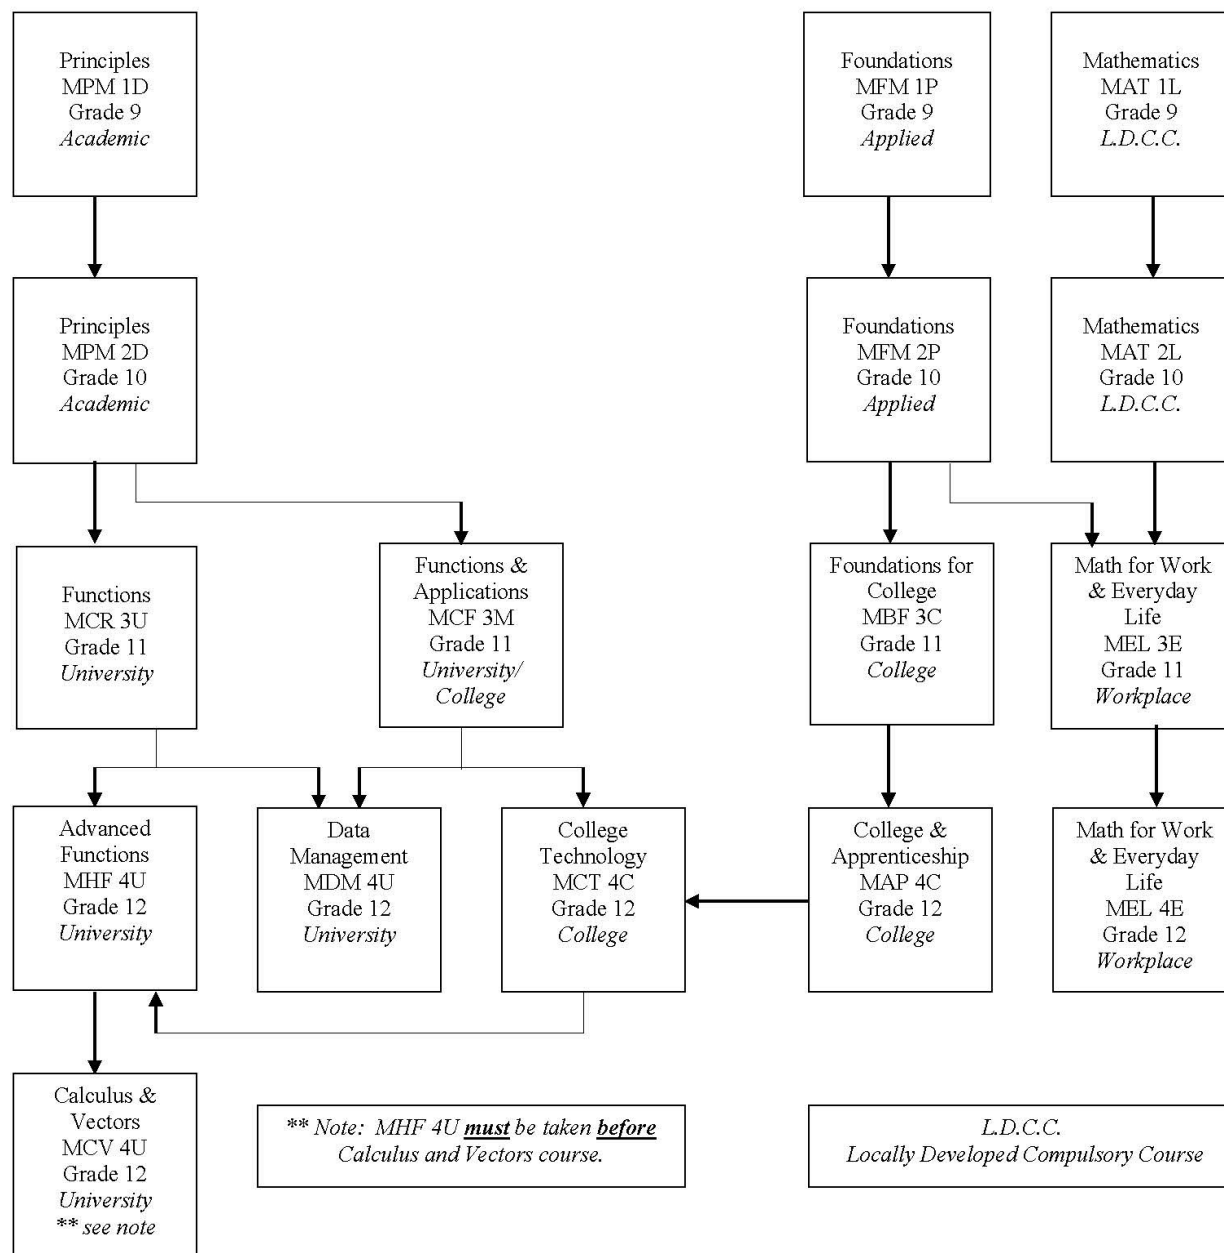 Principles
MPM 1D
Grade 9
Academic
Foundations
MFM 1P
Grade 9
Applied
Mathematics
MAT 1L
Grade 9
L.D.C.C.
Principles
MPM 2D
Grade 10
Academic
Foundations
MFM 2P
Grade 10
Applied
Mathematics
MAT 2L
Grade 10
L.D.C.C.
Functions
MCR 3U
Grade 11
University
Functions &
Applications
MCF 3M
Grade 11
University/
College
Foundations for
College
MBF 3C
Grade 11
College
Math for Work
& Everyday
Life
MEL 3E
Grade 11
Workplace
Advanced
Functions
MHF 4U
Grade 12
University
Data
Management
MDM 4U
Grade 12
University
College
Technology
MCT 4C
Grade 12
College
College &
Apprenticeship
MAP 4C
Grade 12
College
Math for Work
& Everyday
Life
MEL 4E
Grade 12
Workplace
Calculus &
Vectors
MCV 4U
Grade 12
University
** see note
** Note: MHF 4U must be taken before
Calculus and Vectors course.
L.D.C.C.
Locally Developed Compulsory Course